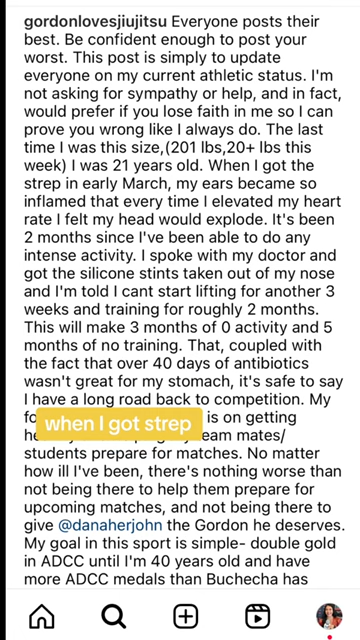 gordonlovesjiujitsu Everyone posts their
best. Be confident enough to post your
worst. This post is simply to update
everyone on my current athletic status. I'm
not asking for sympathy or help, and in fact,
would prefer if you lose faith in me so I can
prove you wrong like I always do. The last
time I was this size,(201 lbs,20+ lbs this
week) I was 21 years old. When I got the
strep in early March, my ears became so
inflamed that every time I elevated my heart
rate I felt my head would explode. It's been
2 months since I've been able to do any
intense activity. I spoke with my doctor and
got the silicone stints taken out of my nose
and I'm told I cant start lifting for another 3
weeks and training for roughly 2 months.
This will make 3 months of 0 activity and 5
months of no training. That, coupled with
the fact that over 40 days of antibiotics
wasn't great for my stomach, it's safe to say
I have a long road back to competition. My
is on getting
when I got strep
mates/
students prepare for matches. No matter
how ill I've been, there's nothing worse than
not being there to help them prepare for
upcoming matches, and not being there to
give @danaherjohn the Gordon he deserves.
My goal in this sport is simple- double gold
in ADCC until I'm 40 years old and have
more ADCC medals than Buchecha has